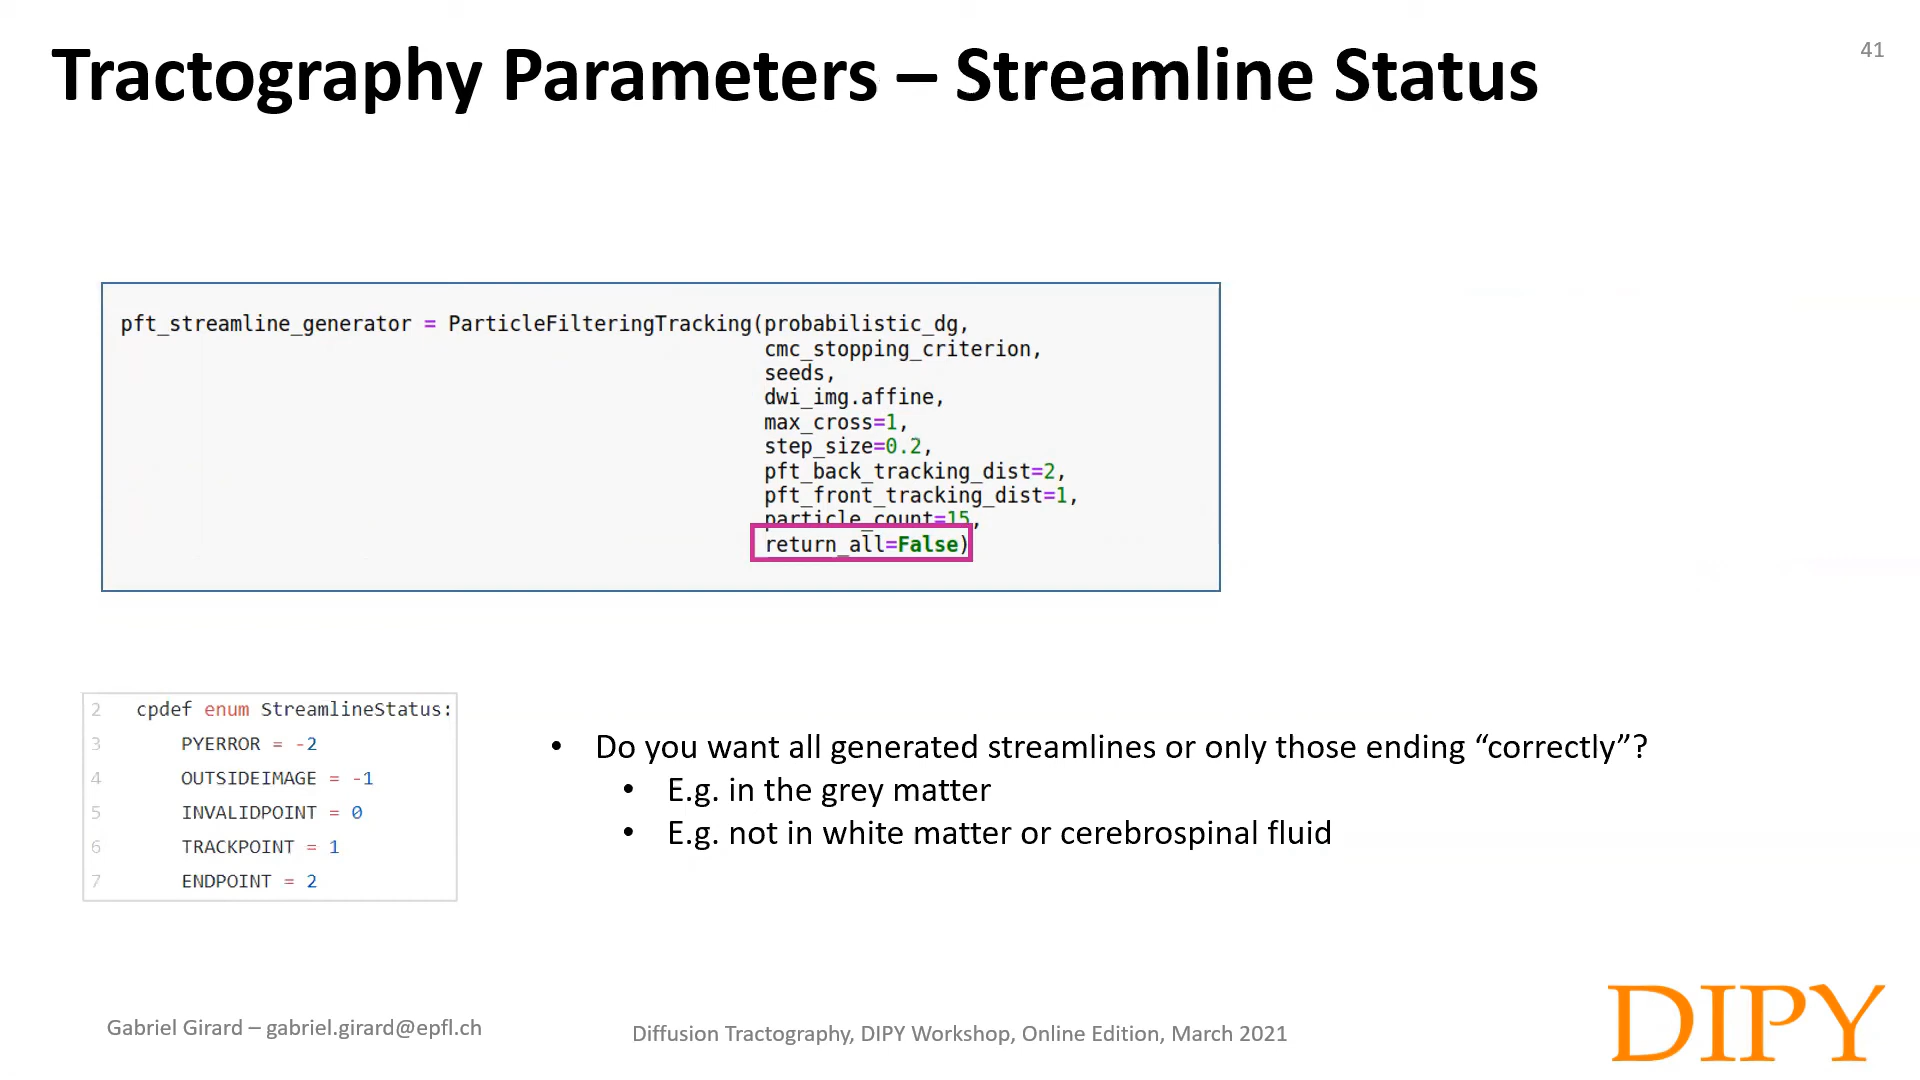 Tractography Parameters – Streamline Status
41
pft_streamline_generator = ParticleFilteringTracking(probabilistic_dg,
cmc_stopping_criterion,
seeds,
dwi_img.affine,
max_cross=1,
step_size=0.2,
pft_back_tracking_dist=2,
pft_front_tracking_dist=1,
particle_count=15,
return_all=False)
2 cpdef enum StreamlineStatus:
3 PYERROR = -2
4 OUTSIDEIMAGE = -1
5 INVALIDPOINT = 0
6 TRACKPOINT = 1
7 ENDPOINT = 2
• Do you want all generated streamlines or only those ending “correctly”?
• E.g. in the grey matter
• E.g. not in white matter or cerebrospinal fluid
Gabriel Girard – gabriel.girard@epfl.ch
Diffusion Tractography, DIPY Workshop, Online Edition, March 2021
DIPY